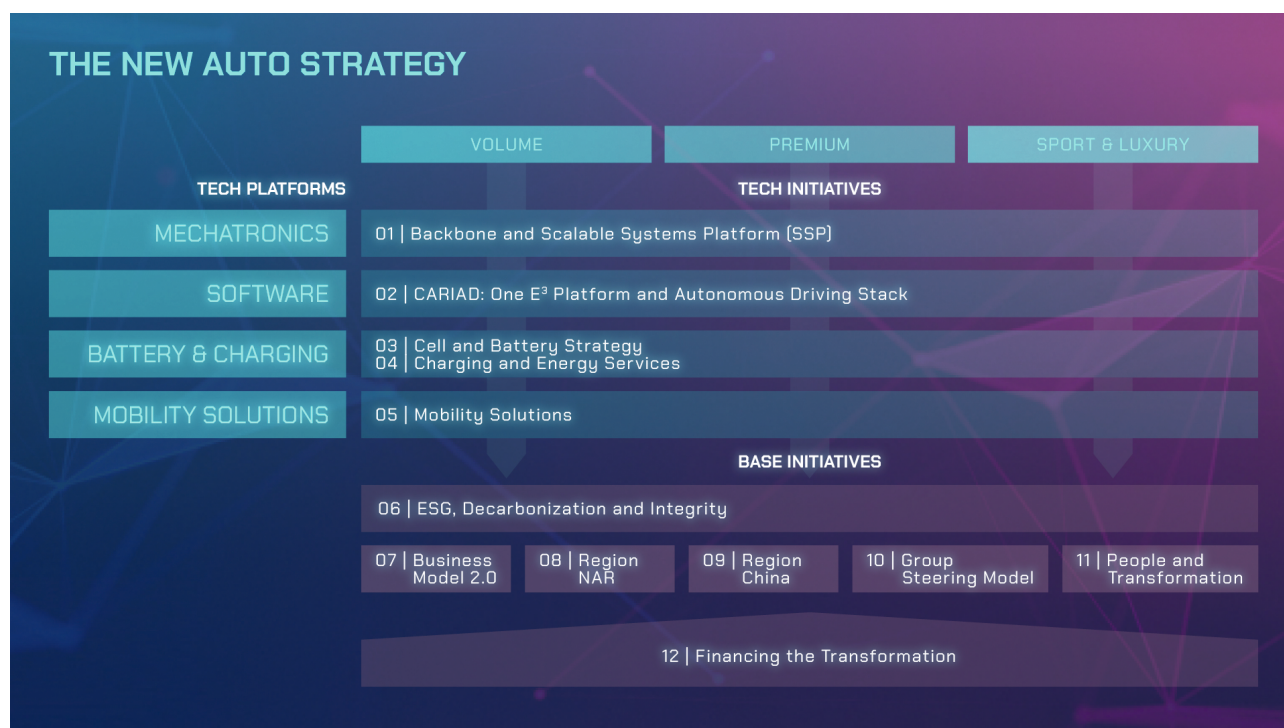 THE NEW AUTO STRATEGY
VOLUME
PREMIUM
SPORT & LUXURY
TECH PLATFORMS
TECH INITIATIVES
MECHATRONICS
01 | Backbone and Scalable Systems Platform (SSP)
SOFTWARE
02 | CARIAD: One E³ Platform and Autonomous Driving Stack
BATTERY & CHARGING
03 | Cell and Battery Strategy
04 | Charging and Energy Services
MOBILITY SOLUTIONS
05 | Mobility Solutions
BASE INITIATIVES
06 | ESG, Decarbonization and Integrity
07 | Business
Model 2.0
08 | Region
NAR
09 | Region
China
10 | Group
Steering Model
11 | People and
Transformation
12 | Financing the Transformation